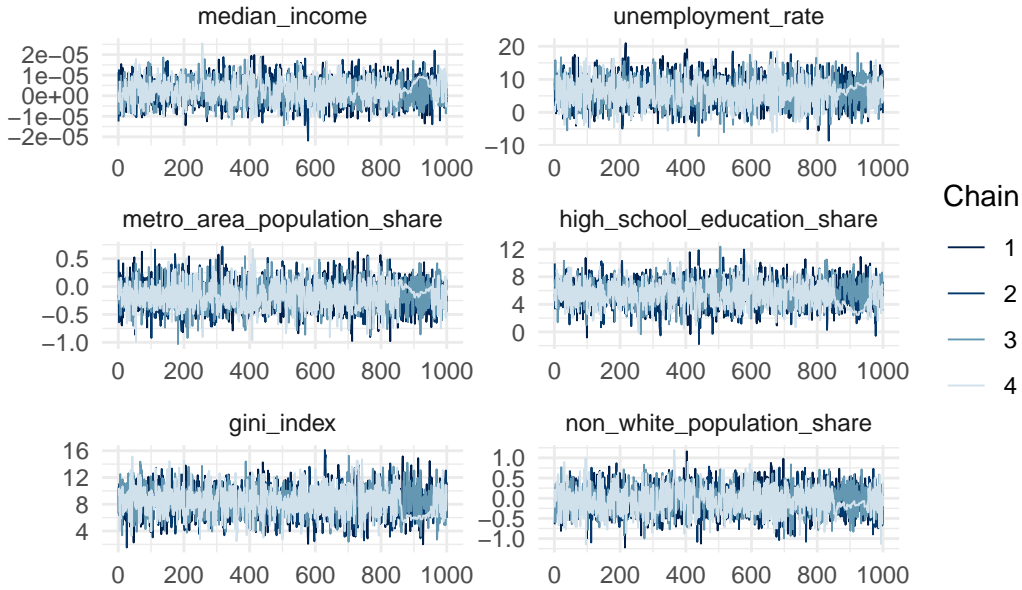 median_income
unemployment_rate
2e−05
1e−05
0e+00
−1e−05
−2e−05
0 200 400 600 800 1000
20
10
0
−10
0 200 400 600 800 1000
metro_area_population_share
high_school_education_share
0.5
0.0
−0.5
−1.0
0 200 400 600 800 1000
12
8
4
0
0 200 400 600 800 1000
gini_index
non_white_population_share
16
12
8
4
0 200 400 600 800 1000
1.0
0.5
0.0
−0.5
−1.0
0 200 400 600 800 1000
Chain
1
2
3
4